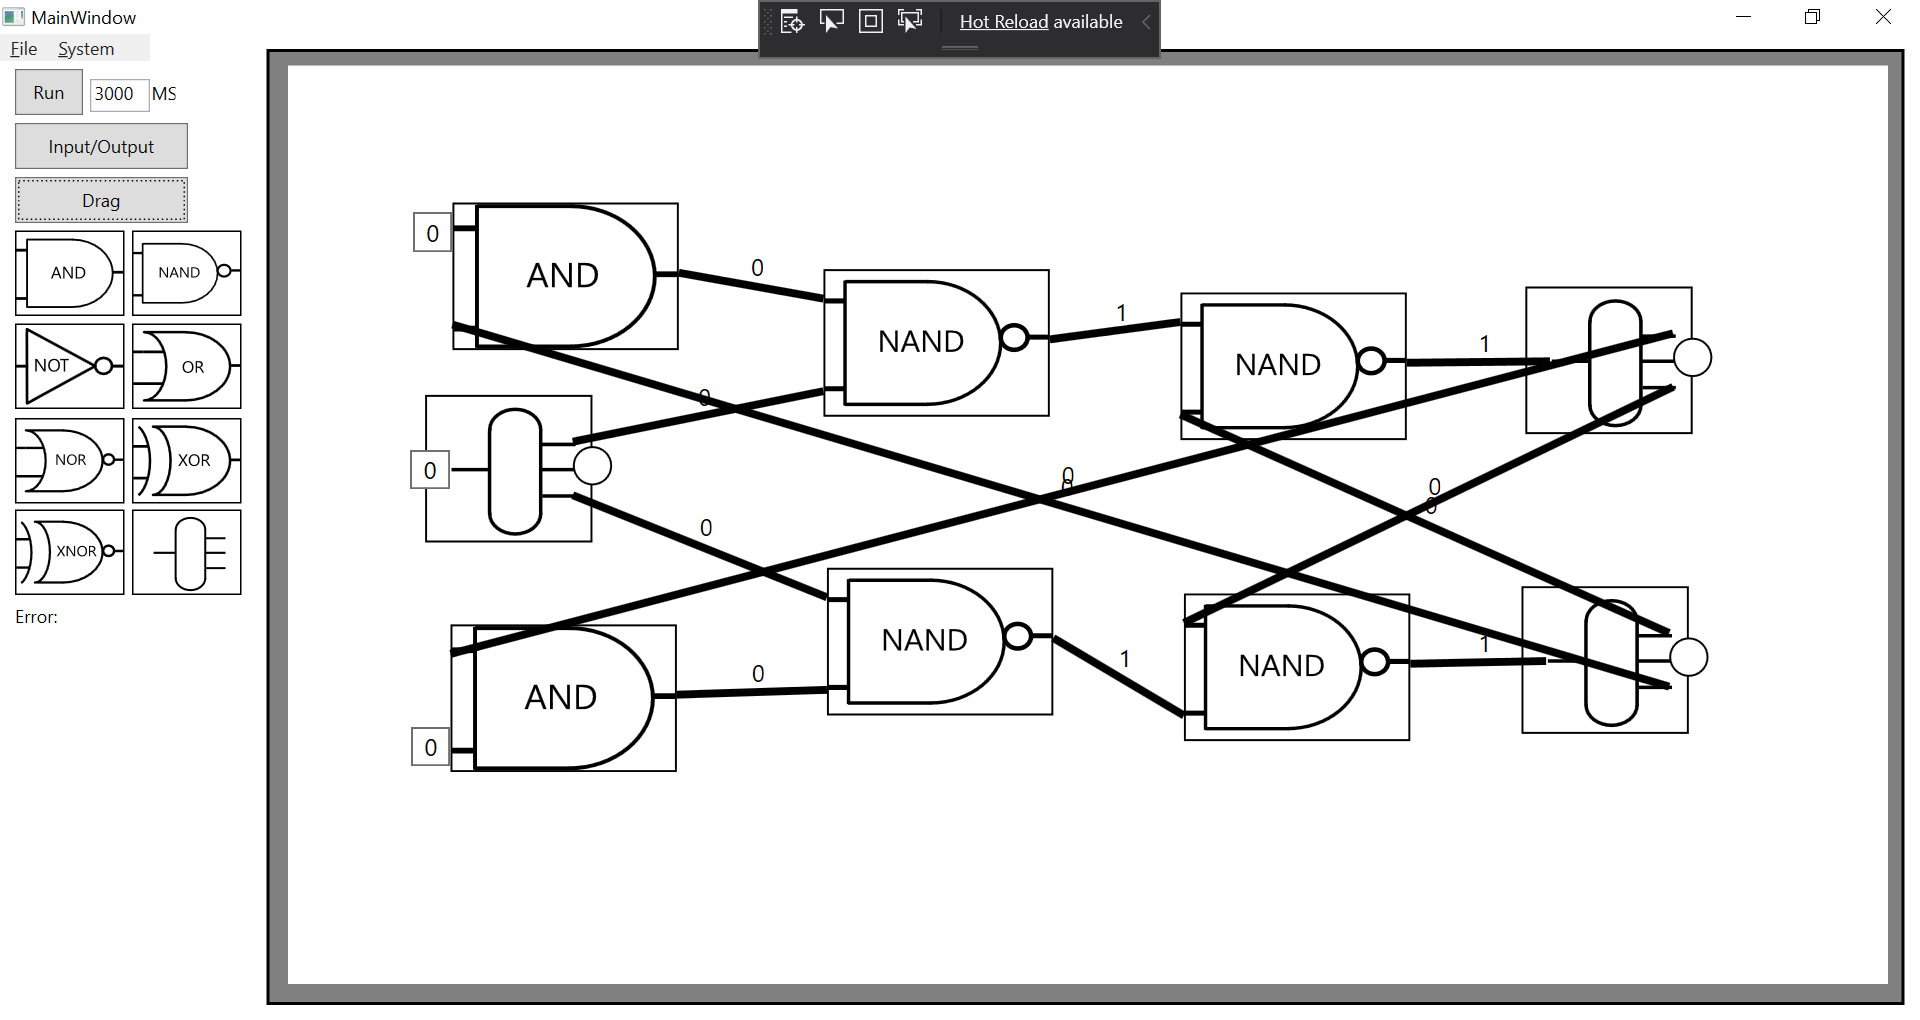 MainWindow
Hot Reload available
File System
Run 3000 MS
Input/Output
Drag
AND NAND
NOT OR
NOR XOR
XNOR
Error:
0 AND 0
NAND 1
NAND 1
0
0
0
0
0
0
0
0
NAND 1
NAND 1
AND 0
0